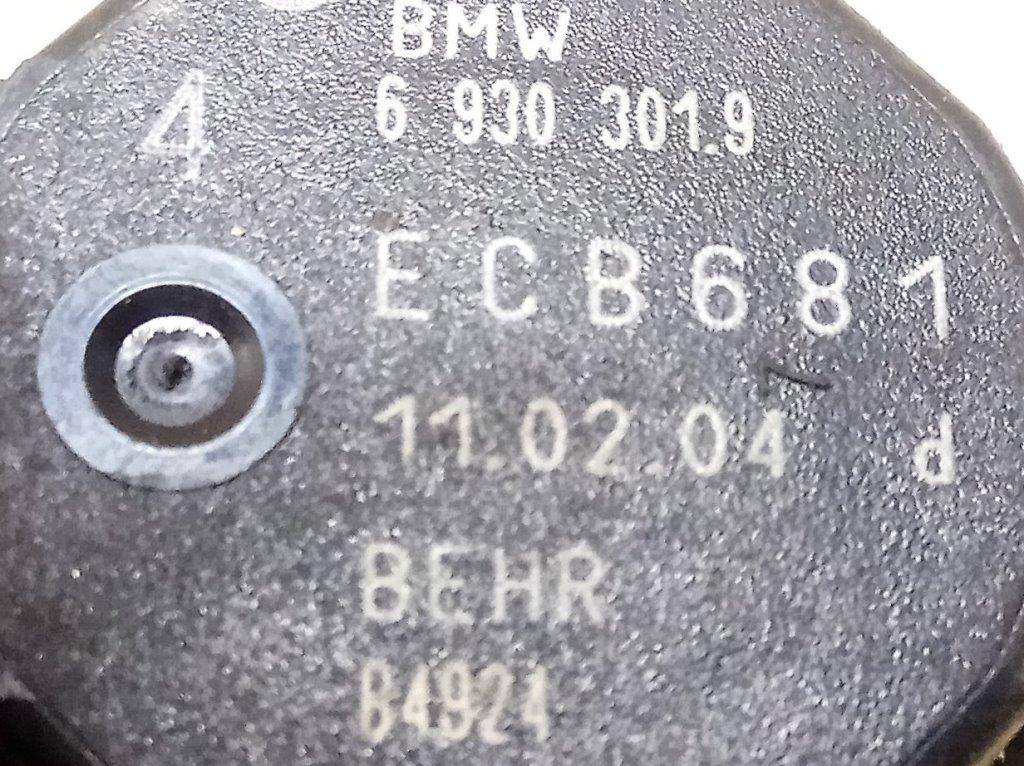 BMW
4 6 930 301.9
ECB681
11.02.04 d
BEHR
B4924